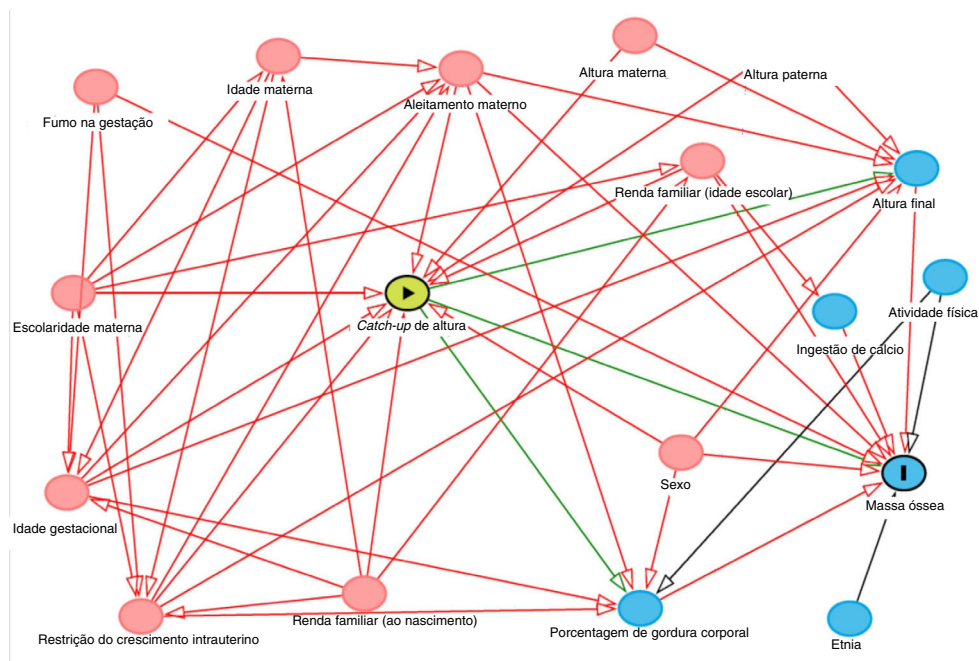 Altura materna
Altura paterna
Idade materna
Aleitamento materno
Fumo na gestação
Renda familiar (idade escolar)
Altura final
Escolaridade materna
Catch-up de altura
Atividade física
Ingestão de cálcio
Sexo
Massa óssea
Idade gestacional
Renda familiar (ao nascimento)
Restrição do crescimento intrauterino
Porcentagem de gordura corporal
Etnia